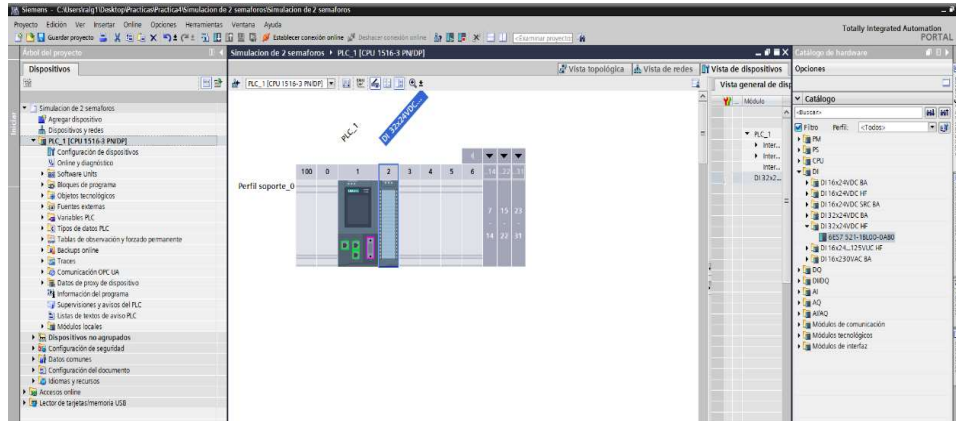 Siemens - C:\Users\ralg1\Desktop\Practicas\Practica4\Simulacion de 2 semaforos\Simulacion de 2 semaforos
Proyecto Edición Ver Insertar Online Opciones Herramientas Ventana Ayuda
Totally Integrated Automation
PORTAL
Guardar proyecto Establecer conexión online Deshacer conexión online <Examinar proyecto>
Árbol del proyecto
Dispositivos
Simulacion de 2 semaforos
Agregar dispositivo
Dispositivos y redes
PLC_1 [CPU 1516-3 PN/DP]
Configuración de dispositivos
Online y diagnóstico
Software Units
Bloques de programa
Objetos tecnológicos
Fuentes externas
Variables PLC
Tipos de datos PLC
Tablas de observación y forzado permanente
Backups online
Traces
Comunicación OPC UA
Datos de proxy de dispositivo
Información del programa
Supervisiones y avisos del PLC
Listas de textos de aviso PLC
Módulos locales
Dispositivos no agrupados
Configuración de seguridad
Datos comunes
Configuración del documento
Idiomas y recursos
Accesos online
Lector de tarjetas/memoria USB
Iniciar
Simulacion de 2 semaforos PLC_1 [CPU 1516-3 PN/DP]
Vista topológica Vista de redes Vista de dispositivos
PLC_1 [CPU 1516-3 PN/DP]
PLC_1
DI 32x24VDC...
100 0 1 2 3 4 5 6
Perfil soporte_0
7 15 23
14 22 31
Vista general de disp
... Módulo
PLC_1
Inter...
Inter...
Inter...
DI 32x2...
Catálogo de hardware
Opciones
Catálogo
<Buscar>
Filtro Perfil: <Todos>
PM
PS
CPU
DI
DI 16x24VDC BA
DI 16x24VDC HF
DI 16x24VDC SRC BA
DI 32x24VDC BA
DI 32x24VDC HF
6ES7 521-1BL00-0AB0
DI 16x24...125VUC HF
DI 16x230VAC BA
DQ
DI/DQ
AI
AQ
AI/AQ
Módulos de comunicación
Módulos tecnológicos
Módulos de interfaz